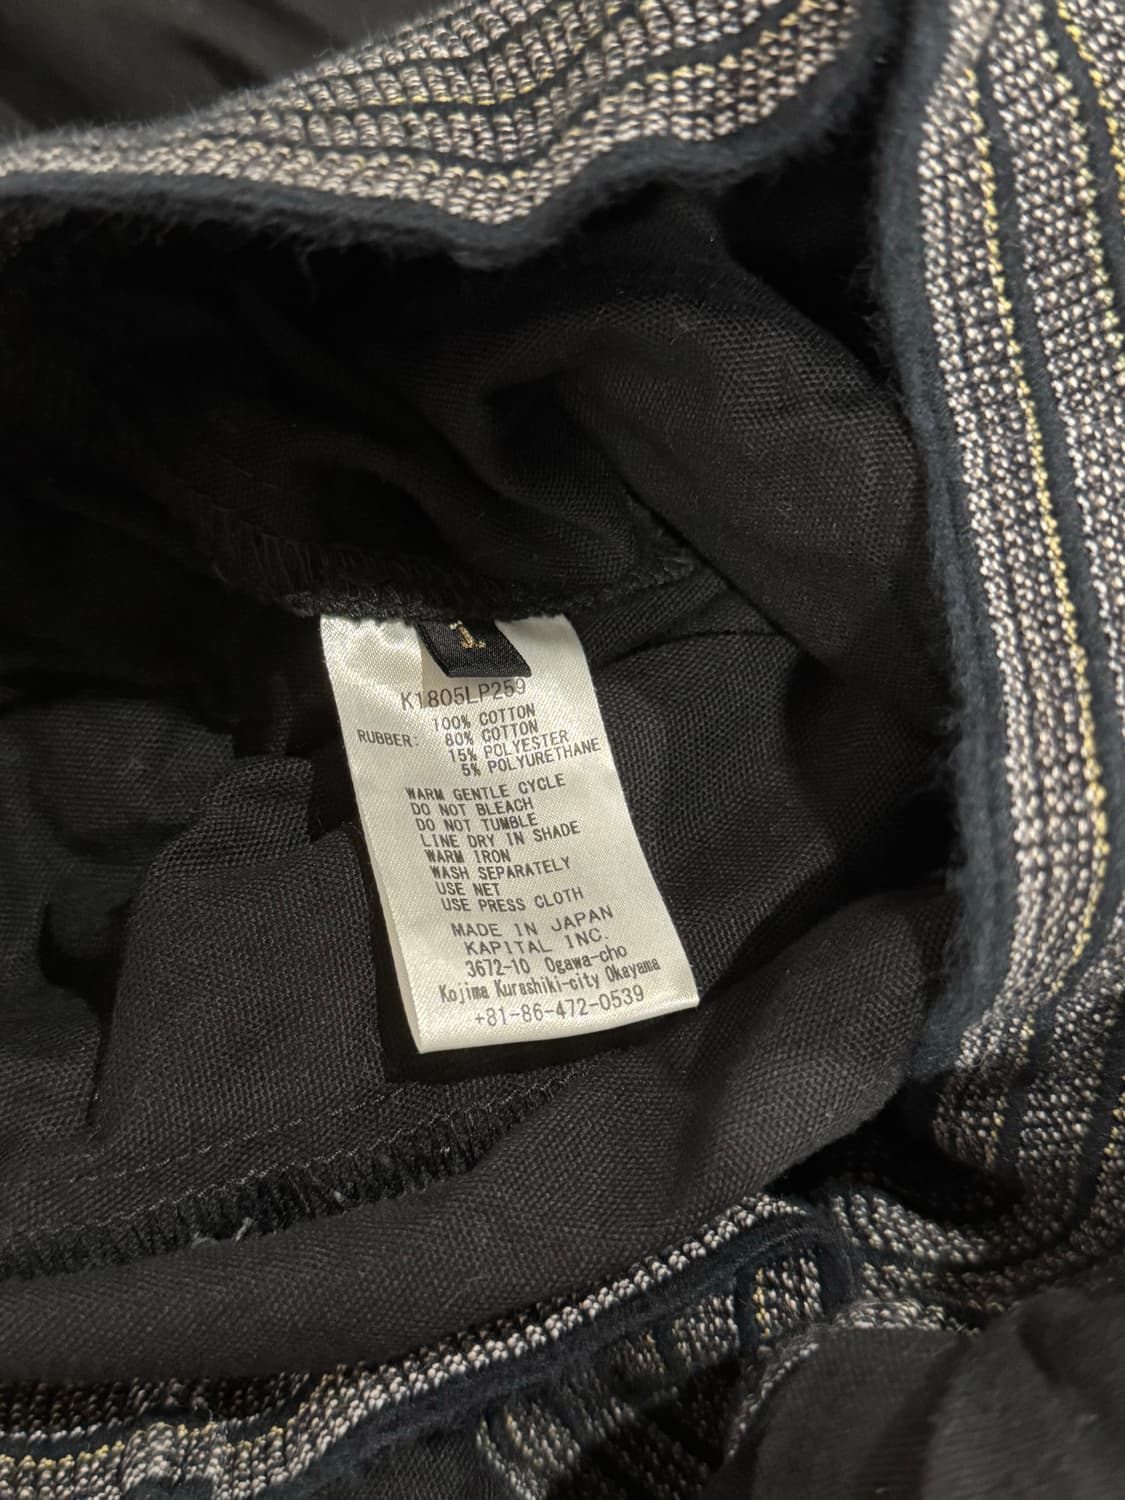 1
K1805LP259
100% COTTON
RUBBER: 80% COTTON
15% POLYESTER
5% POLYURETHANE
WARM GENTLE CYCLE
DO NOT BLEACH
DO NOT TUMBLE
LINE DRY IN SHADE
WARM IRON
WASH SEPARATELY
USE NET
USE PRESS CLOTH
MADE IN JAPAN
KAPITAL INC.
3672-10 Ogawa-cho
Kojima Kurashiki-city Okayama
+81-86-472-0539